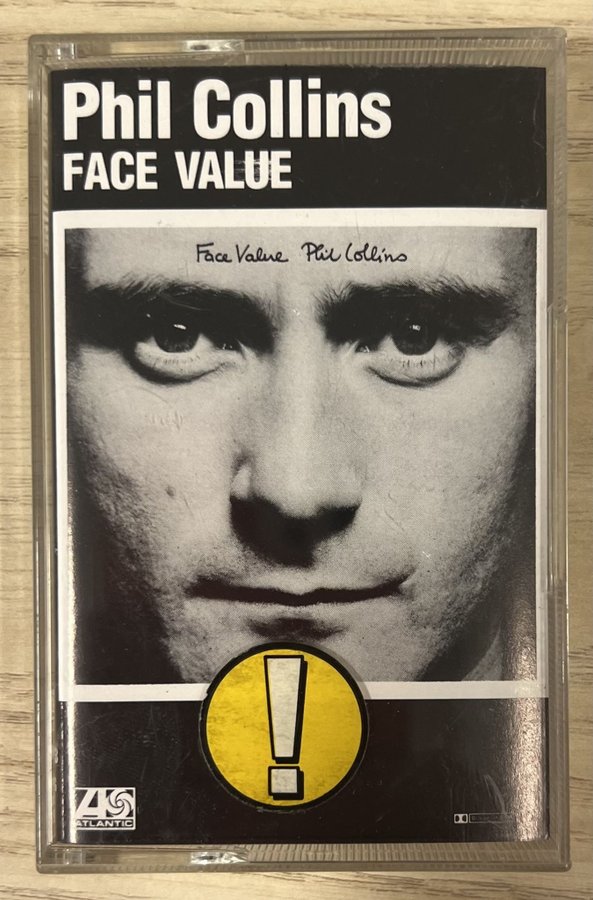 Phil Collins
FACE VALUE
Face Value Phil Collins
!
ATLANTIC